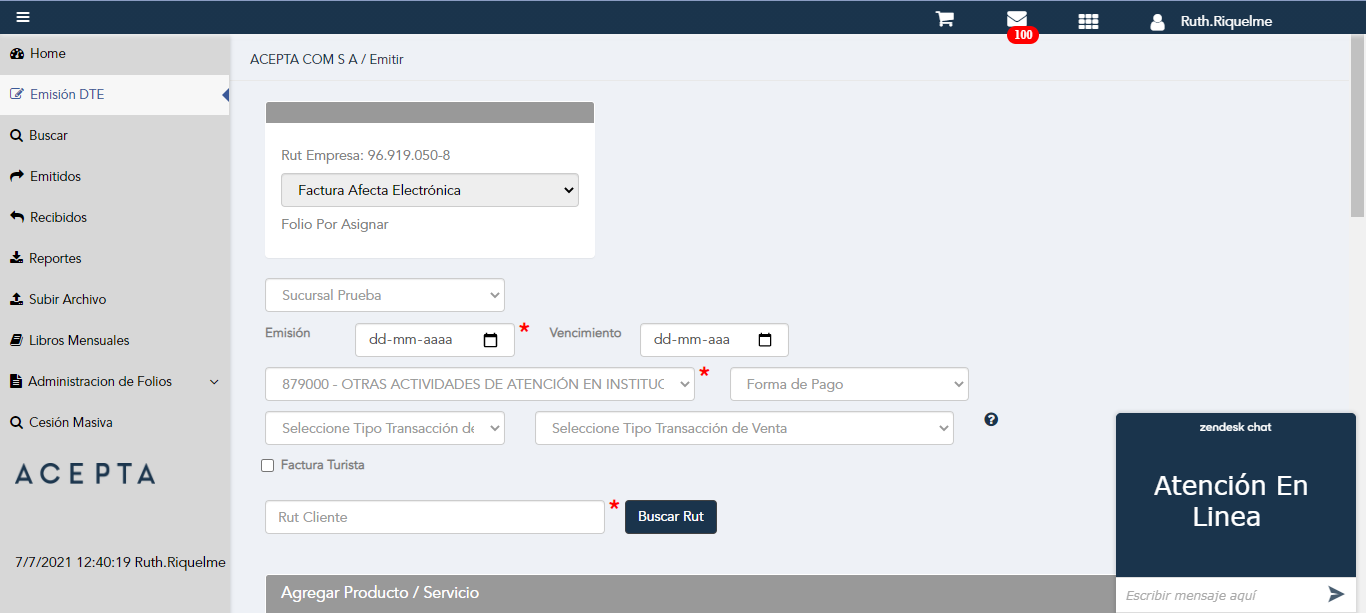 100
Ruth.Riquelme
Home
Emisión DTE
Buscar
Emitidos
Recibidos
Reportes
Subir Archivo
Libros Mensuales
Administracion de Folios
Cesión Masiva
ACEPTA
7/7/2021 12:40:19 Ruth.Riquelme
ACEPTA COM S A / Emitir
Rut Empresa: 96.919.050-8
Factura Afecta Electrónica
Folio Por Asignar
Sucursal Prueba
Emisión dd-mm-aaaa * Vencimiento dd-mm-aaa
879000 - OTRAS ACTIVIDADES DE ATENCIÓN EN INSTITUC * Forma de Pago
Seleccione Tipo Transacción de Seleccione Tipo Transacción de Venta ?
Factura Turista
Rut Cliente * Buscar Rut
Agregar Producto / Servicio
zendesk chat
Atención En
Linea
Escribir mensaje aquí